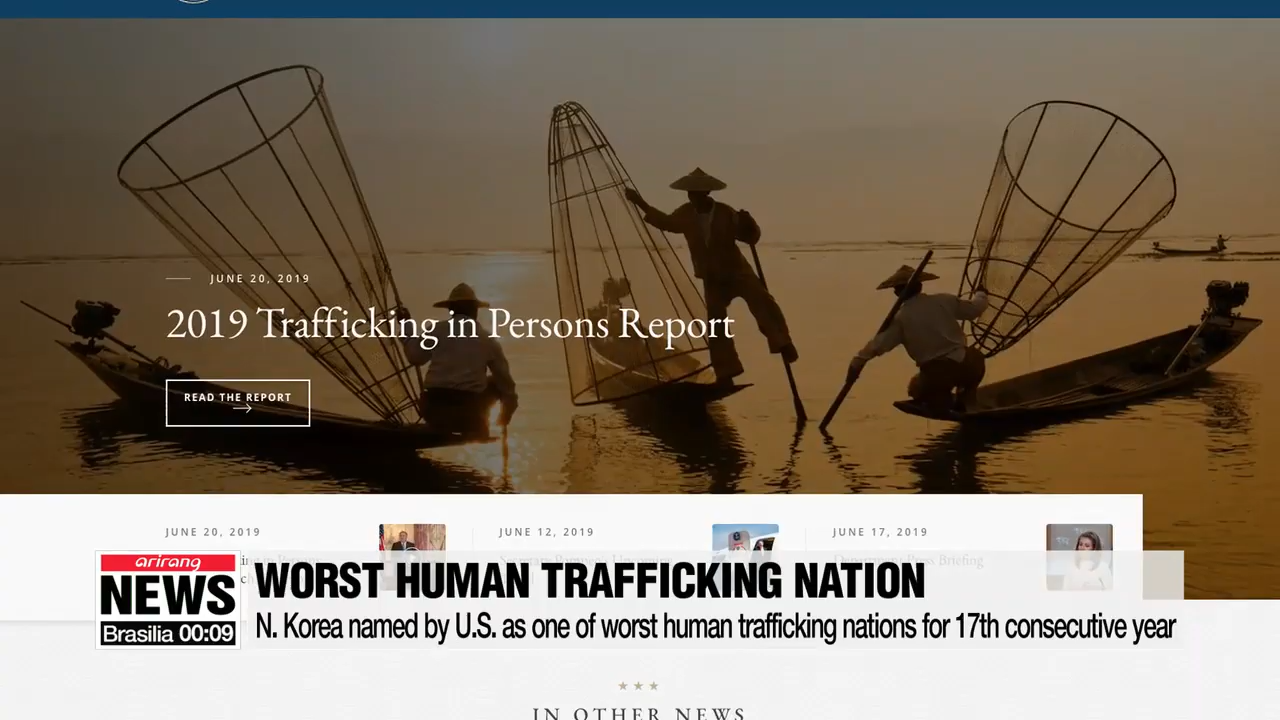 JUNE 20, 2019
2019 Trafficking in Persons Report
READ THE REPORT
JUNE 20, 2019
JUNE 12, 2019
JUNE 17, 2019
Press Briefing
arirang
NEWS
Brasilia 00:09
WORST HUMAN TRAFFICKING NATION
N. Korea named by U.S. as one of worst human trafficking nations for 17th consecutive year
IN OTHER NEWS